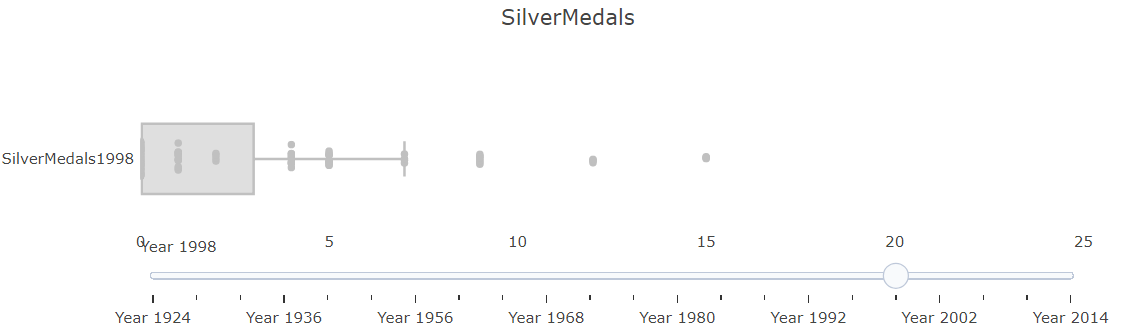 SilverMedals
SilverMedals1998
0 5 10 15 20 25
Year 1998
Year 1924 Year 1936 Year 1956 Year 1968 Year 1980 Year 1992 Year 2002 Year 2014